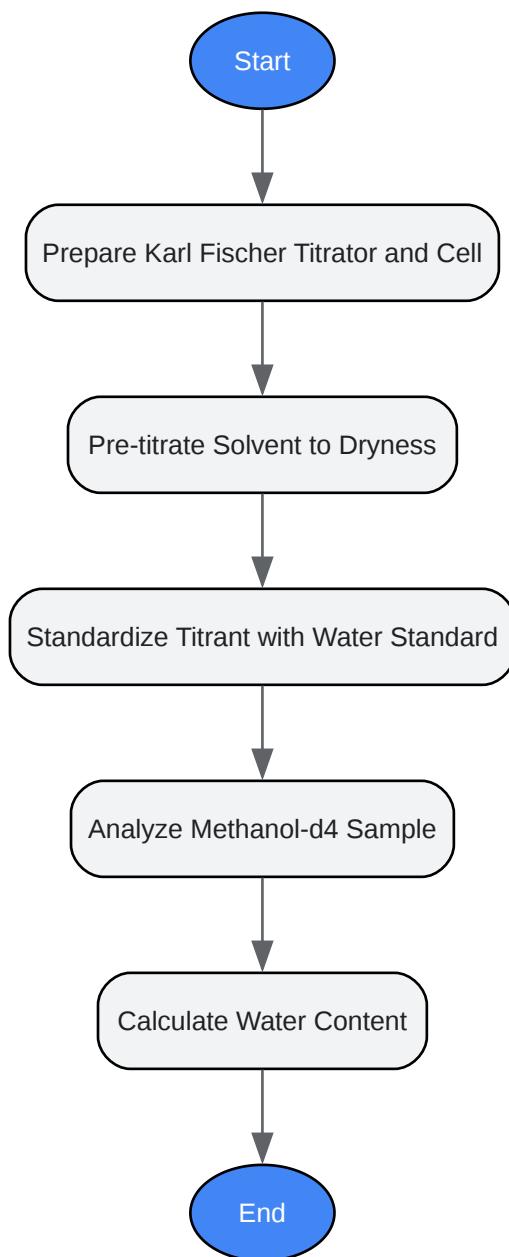 Start
Prepare Karl Fischer Titrator and Cell
Pre-titrate Solvent to Dryness
Standardize Titrant with Water Standard
Analyze Methanol-d4 Sample
Calculate Water Content
End